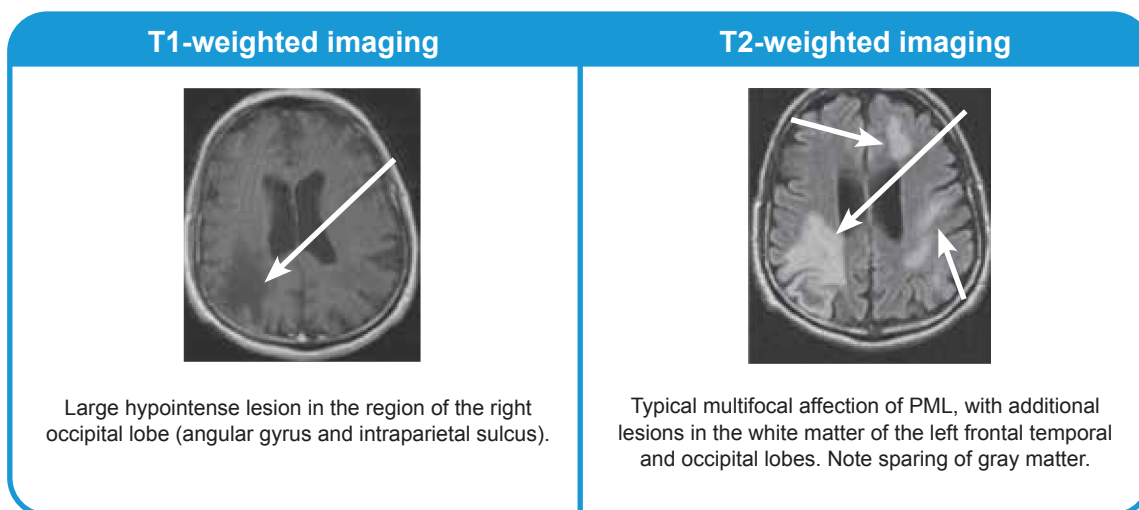 T1-weighted imaging
T2-weighted imaging
Large hypointense lesion in the region of the right
occipital lobe (angular gyrus and intraparietal sulcus).
Typical multifocal affection of PML, with additional
lesions in the white matter of the left frontal temporal
and occipital lobes. Note sparing of gray matter.